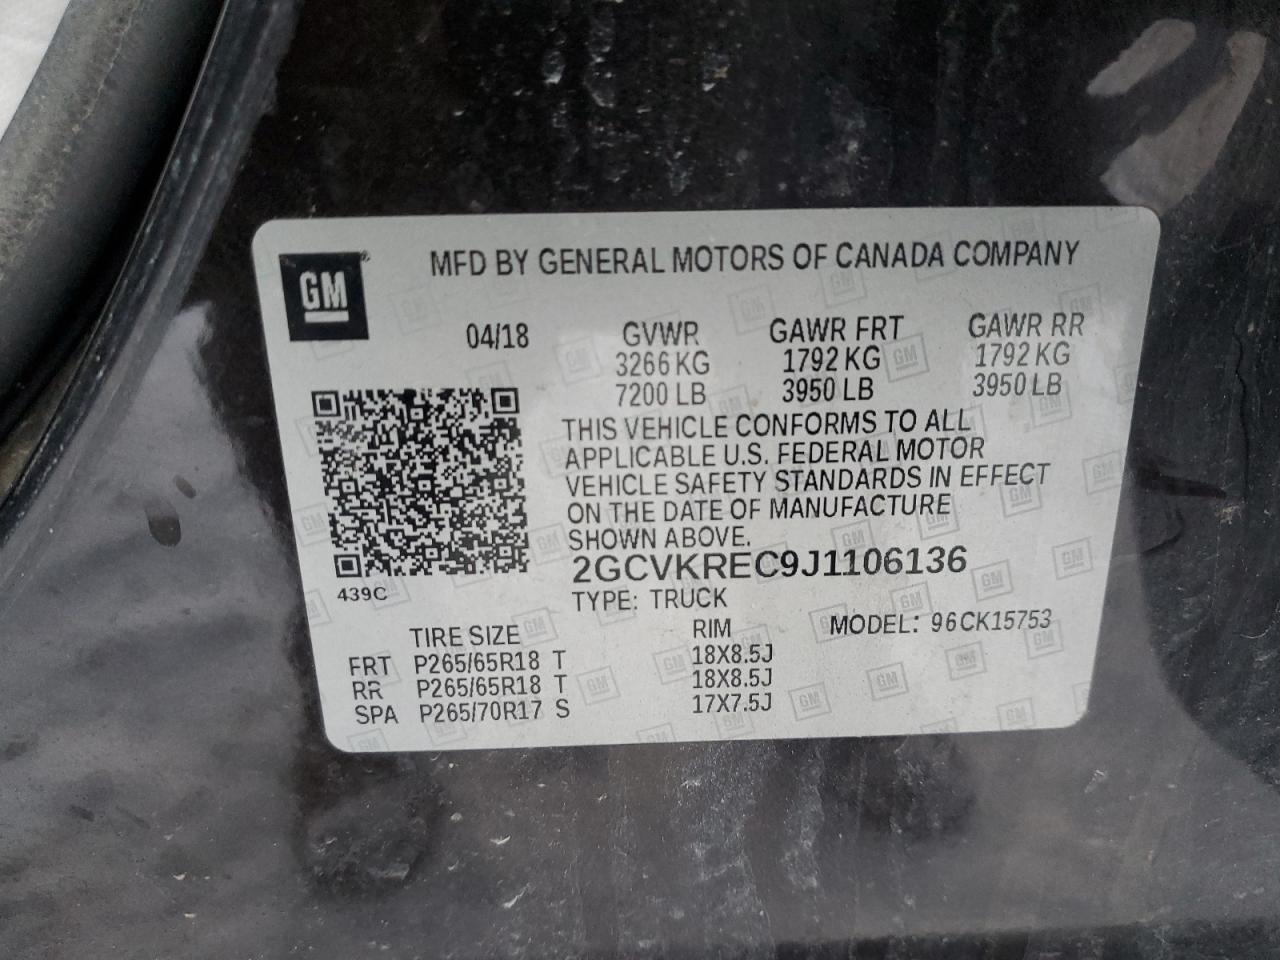 GM
MFD BY GENERAL MOTORS OF CANADA COMPANY
04/18 GVWR GAWR FRT GAWR RR
3266 KG 1792 KG 1792 KG
7200 LB 3950 LB 3950 LB
THIS VEHICLE CONFORMS TO ALL
APPLICABLE U.S. FEDERAL MOTOR
VEHICLE SAFETY STANDARDS IN EFFECT
ON THE DATE OF MANUFACTURE
SHOWN ABOVE.
2GCVKREC9J1106136
439C
TYPE: TRUCK
TIRE SIZE RIM MODEL: 96CK15753
FRT P265/65R18 T 18X8.5J
RR P265/65R18 T 18X8.5J
SPA P265/70R17 S 17X7.5J